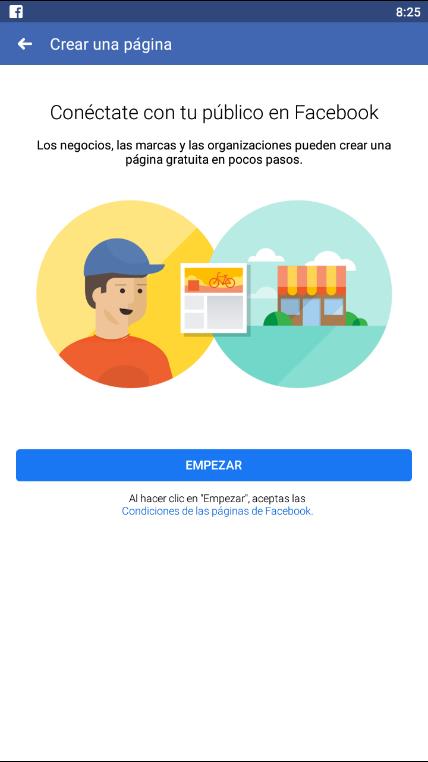 8:25
Crear una página
Conéctate con tu público en Facebook
Los negocios, las marcas y las organizaciones pueden crear una
página gratuita en pocos pasos.
EMPEZAR
Al hacer clic en "Empezar", aceptas las
Condiciones de las páginas de Facebook.